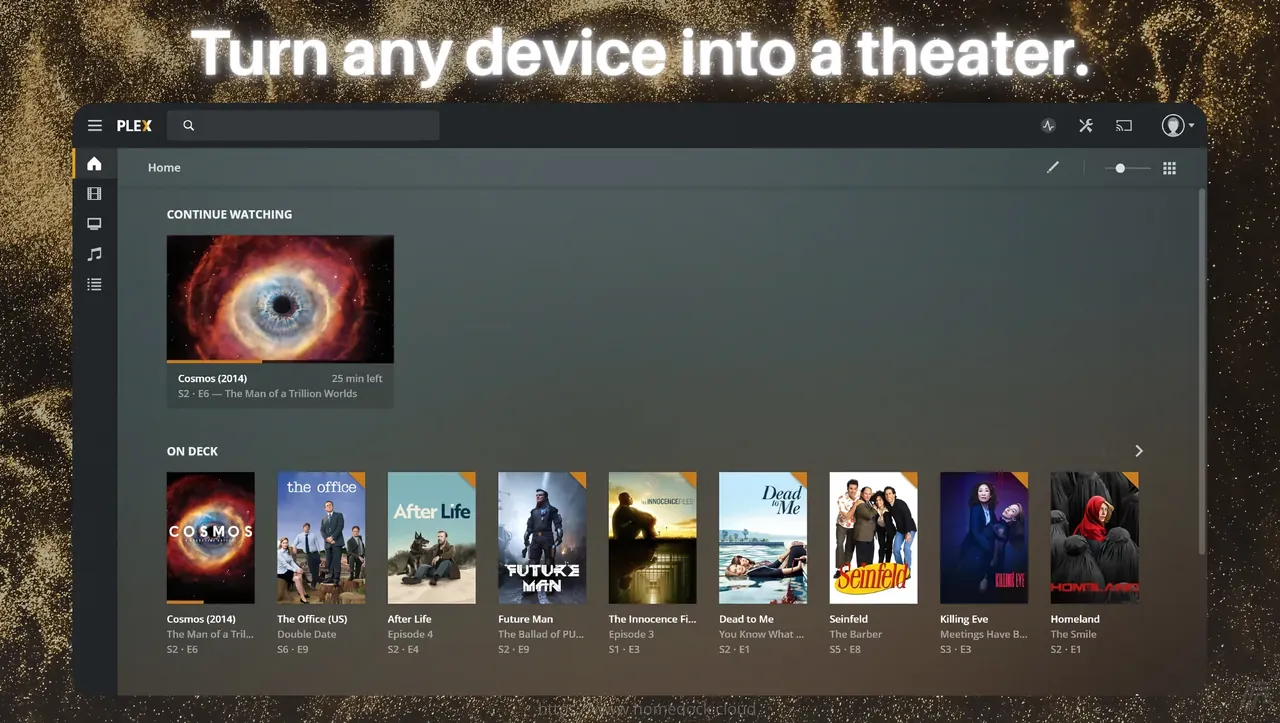 Turn any device into a theater.
PLEX
Home
CONTINUE WATCHING
Cosmos (2014) 25 min left
S2 · E6 — The Man of a Trillion Worlds
ON DECK
COSMOS
the office
After Life
FUTURE MAN
INNOCENCE FILES
Dead to Me
Seinfeld
KILLING EVE
HOMELAND
Cosmos (2014) The Office (US) After Life Future Man The Innocence Fi... Dead to Me Seinfeld Killing Eve Homeland
The Man of a Tril... Double Date Episode 4 The Ballad of PU... Episode 3 You Know What ... The Barber Meetings Have B... The Smile
S2 · E6 S6 · E9 S2 · E4 S2 · E9 S1 · E3 S2 · E1 S5 · E8 S3 · E3 S2 · E1
https://www.homedock.cloud